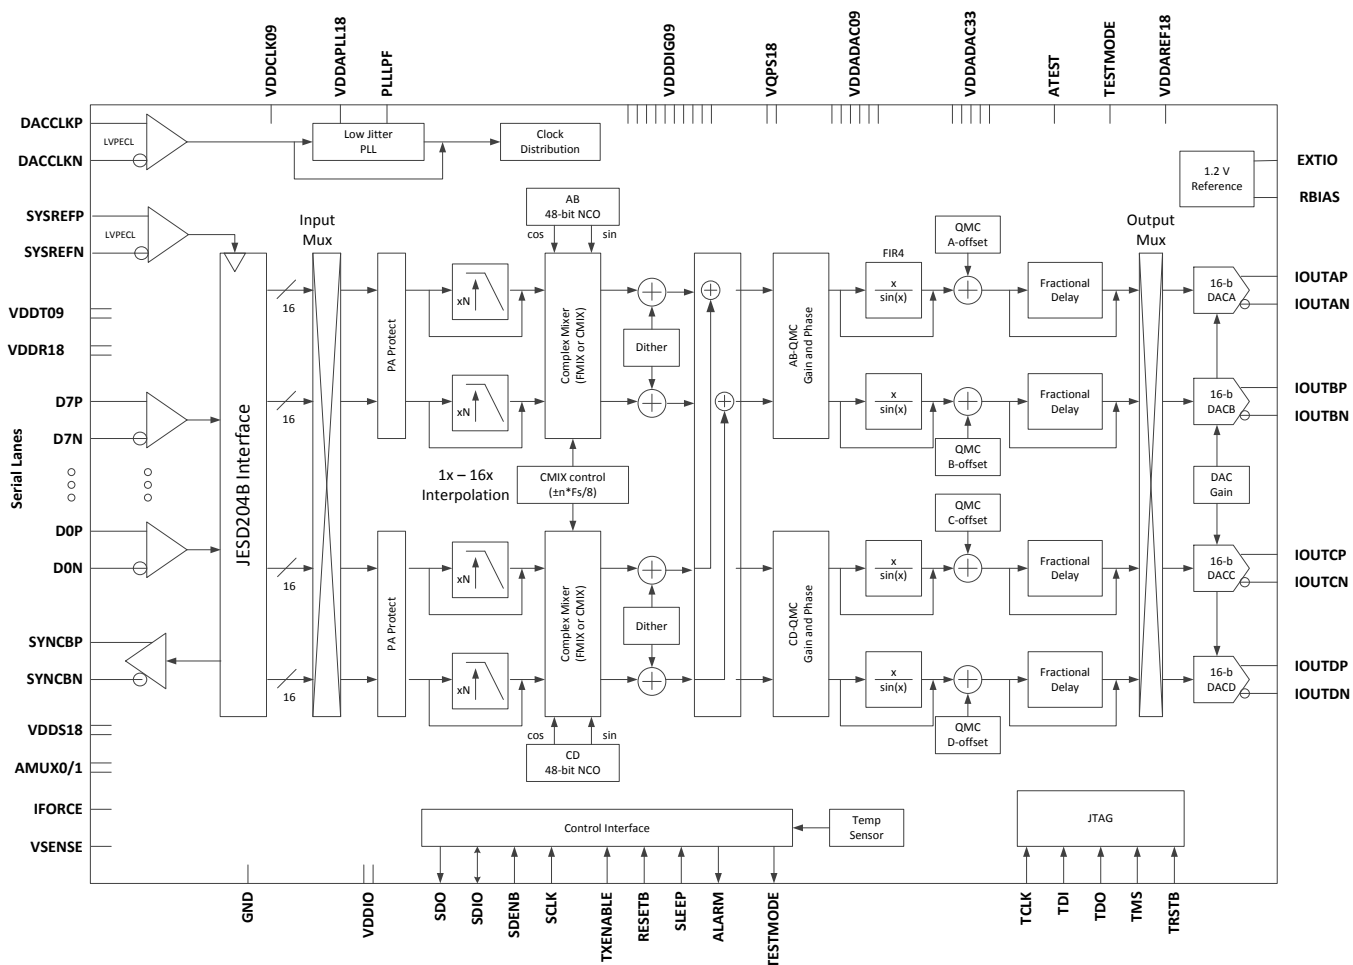 VDDCLK09
VDDAPLL18
PLLLPF
VDDDIG09
VQPS18
VDDADAC09
VDDADAC33
ATEST
TESTMODE
VDDAREF18
DACCLKP
LVPECL
DACCLKN
Low Jitter
PLL
Clock
Distribution
1.2 V
Reference
EXTIO
RBIAS
SYSREFP
LVPECL
SYSREFN
Input
Mux
AB
48-bit NCO
cos
sin
QMC
A-offset
Output
Mux
FIR4
VDDT09
VDDR18
Serial Lanes
D7P
D7N
D0P
D0N
SYNCBP
SYNCBN
VDDS18
AMUX0/1
IFORCE
VSENSE
JESD204B Interface
16
16
16
16
PA Protect
PA Protect
xN
xN
xN
xN
1x – 16x
Interpolation
Complex Mixer
(FMIX or CMIX)
CMIX control
(±n*Fs/8)
Complex Mixer
(FMIX or CMIX)
cos
sin
CD
48-bit NCO
Dither
Dither
AB-QMC
Gain and Phase
CD-QMC
Gain and Phase
x
sin(x)
x
sin(x)
x
sin(x)
x
sin(x)
QMC
B-offset
QMC
C-offset
QMC
D-offset
Fractional
Delay
Fractional
Delay
Fractional
Delay
Fractional
Delay
16-b
DACA
16-b
DACB
DAC
Gain
16-b
DACC
16-b
DACD
IOUTAP
IOUTAN
IOUTBP
IOUTBN
IOUTCP
IOUTCN
IOUTDP
IOUTDN
Control Interface
Temp
Sensor
JTAG
GND
VDDIO
SDO
SDIO
SDENB
SCLK
TXENABLE
RESETB
SLEEP
ALARM
TESTMODE
TCLK
TDI
TDO
TMS
TRSTB